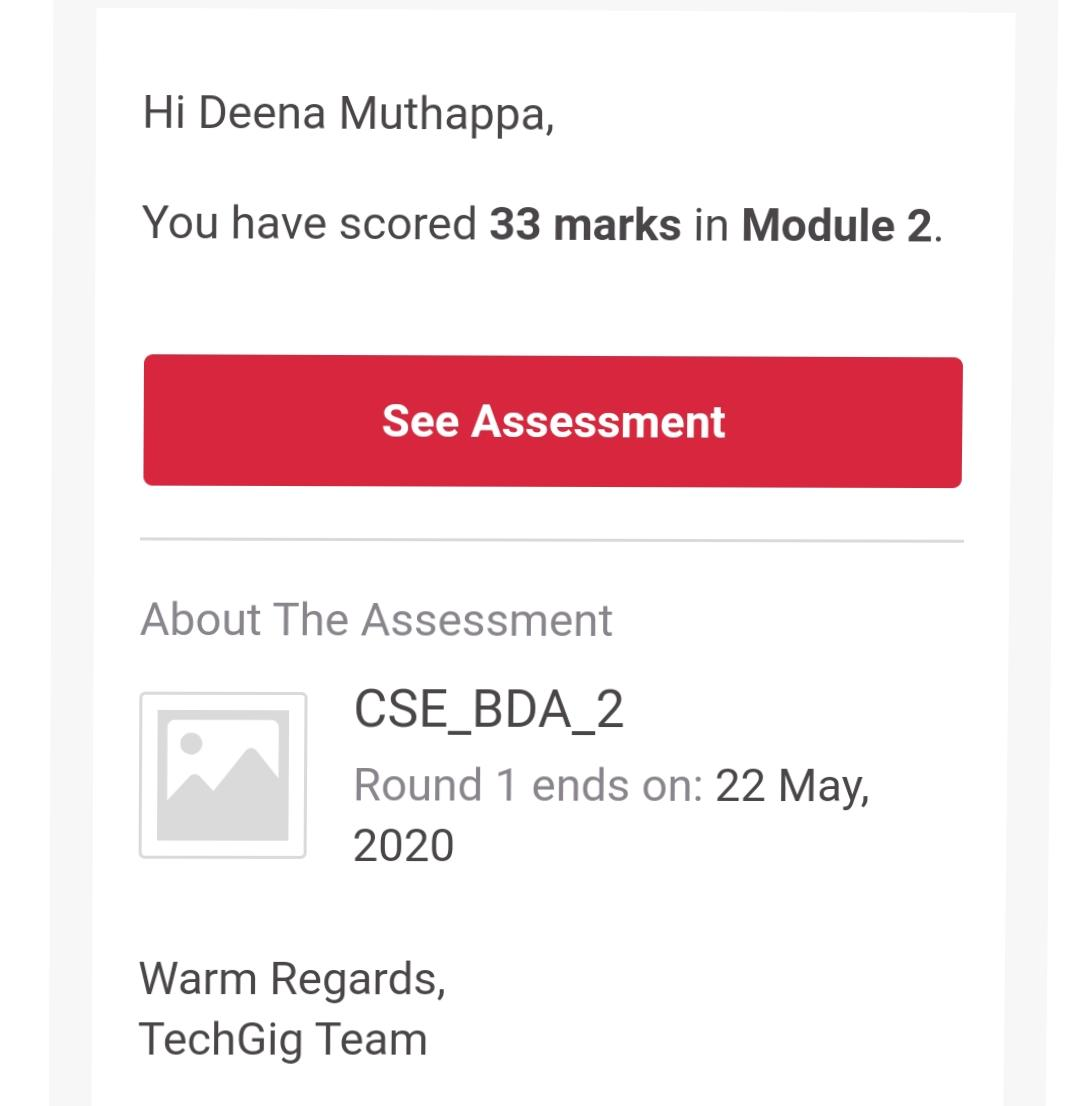 Hi Deena Muthappa,
You have scored 33 marks in Module 2.
See Assessment
About The Assessment
CSE_BDA_2
Round 1 ends on: 22 May,
2020
Warm Regards,
TechGig Team